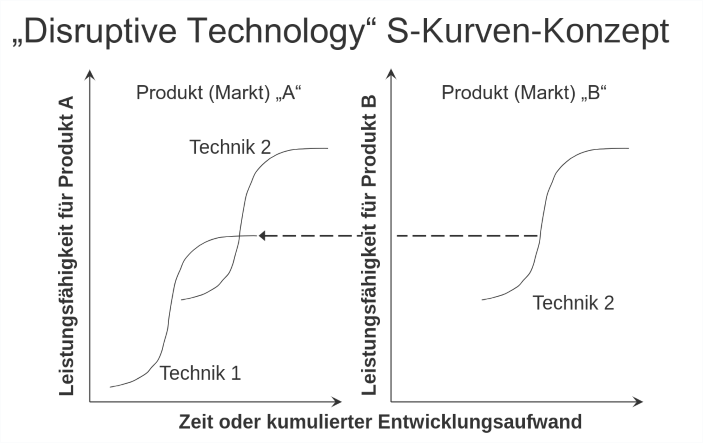 „Disruptive Technology“ S-Kurven-Konzept
Produkt (Markt) „A“
Produkt (Markt) „B“
Leistungsfähigkeit für Produkt A
Leistungsfähigkeit für Produkt B
Technik 2
Technik 2
Technik 1
Zeit oder kumulierter Entwicklungsaufwand